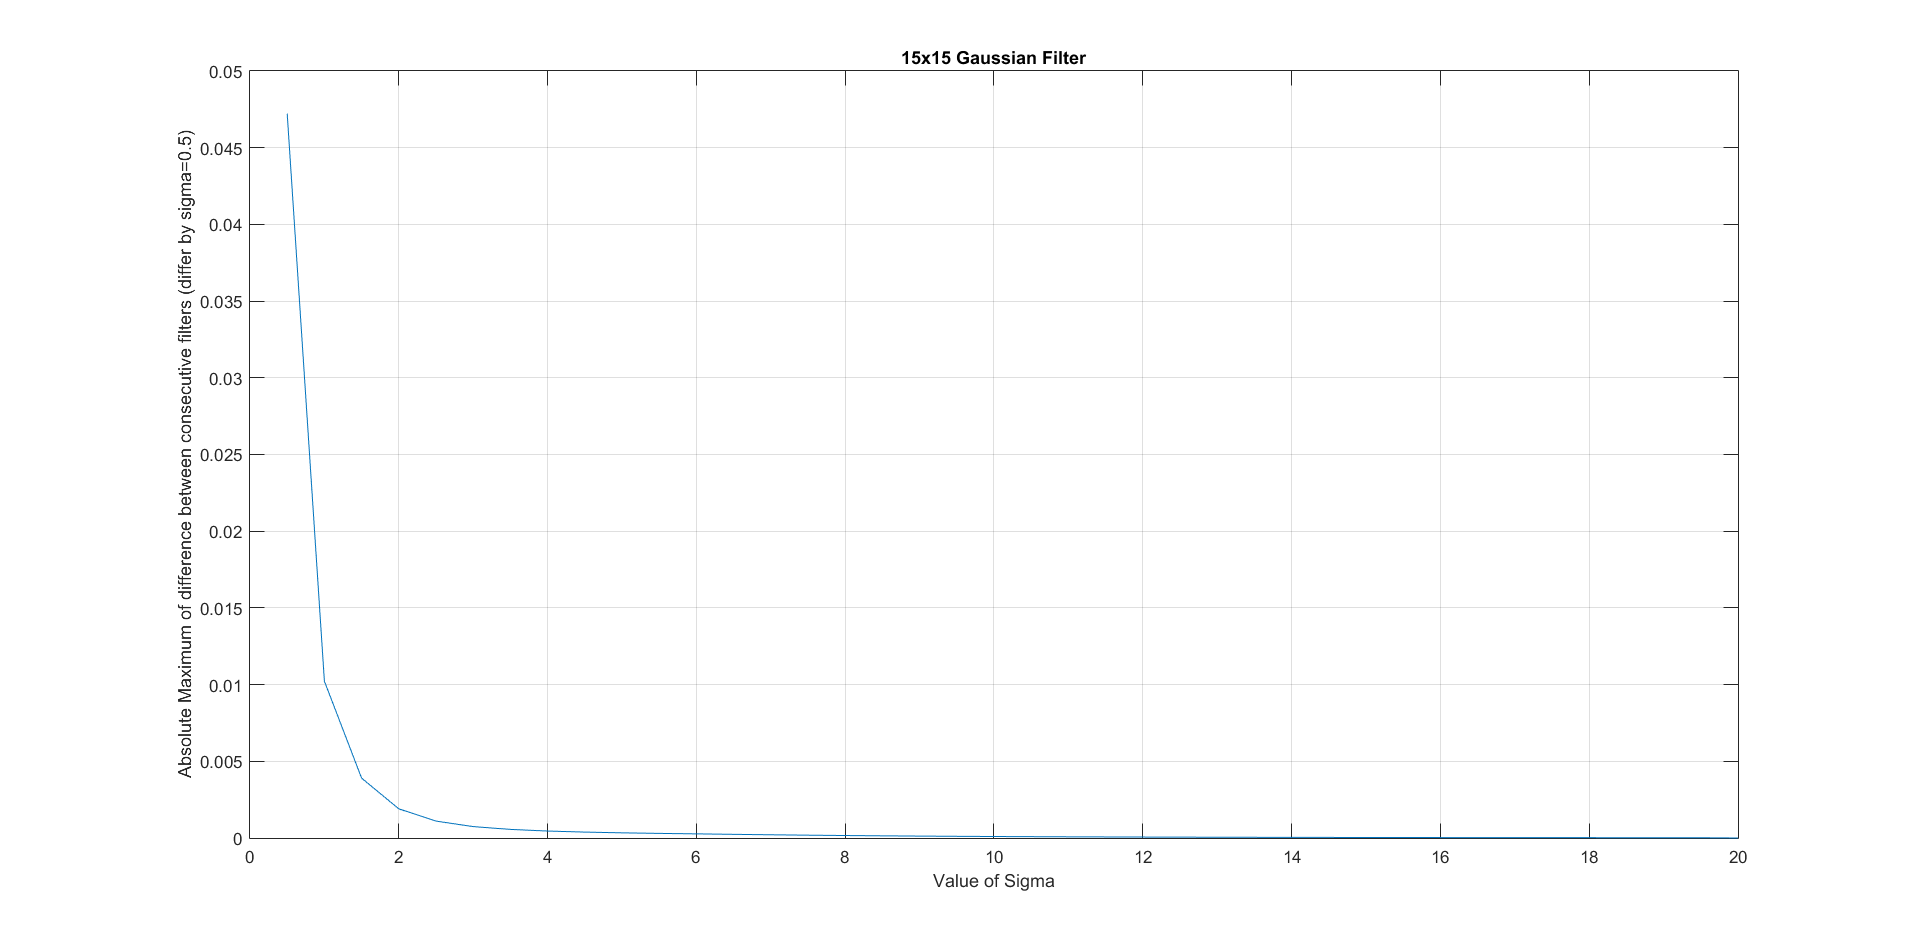 15x15 Gaussian Filter
Absolute Maximum of difference between consecutive filters (differ by sigma=0.5)
0.05
0.045
0.04
0.035
0.03
0.025
0.02
0.015
0.01
0.005
0
0 2 4 6 8 10 12 14 16 18 20
Value of Sigma